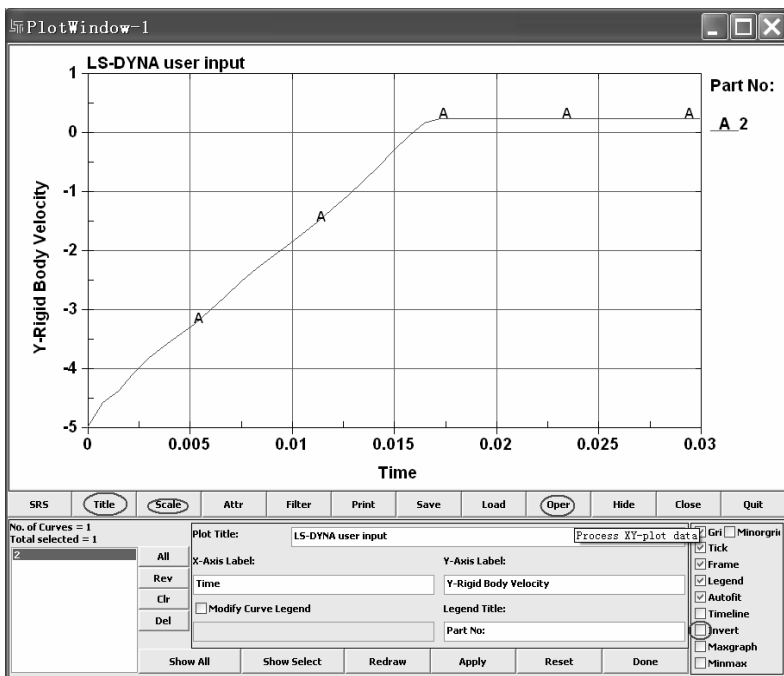 PlotWindow-1
LS-DYNA user input
Part No:
A 2
Y-Rigid Body Velocity
1
0
-1
-2
-3
-4
-5
A
A
A
A
A
0 0.005 0.01 0.015 0.02 0.025 0.03
Time
SRS Title Scale Attr Filter Print Save Load Oper Hide Close Quit
No. of Curves = 1
Total selected = 1
2
All
Rev
Clr
Del
Plot Title: LS-DYNA user input
Process XY-plot data
X-Axis Label: Y-Axis Label:
Time Y-Rigid Body Velocity
Modify Curve Legend Legend Title:
Part No:
Show All Show Select Redraw Apply Reset Done
Gri Minorgri
Tick
Frame
Legend
Autofit
Timeline
Invert
Maxgraph
Minmax